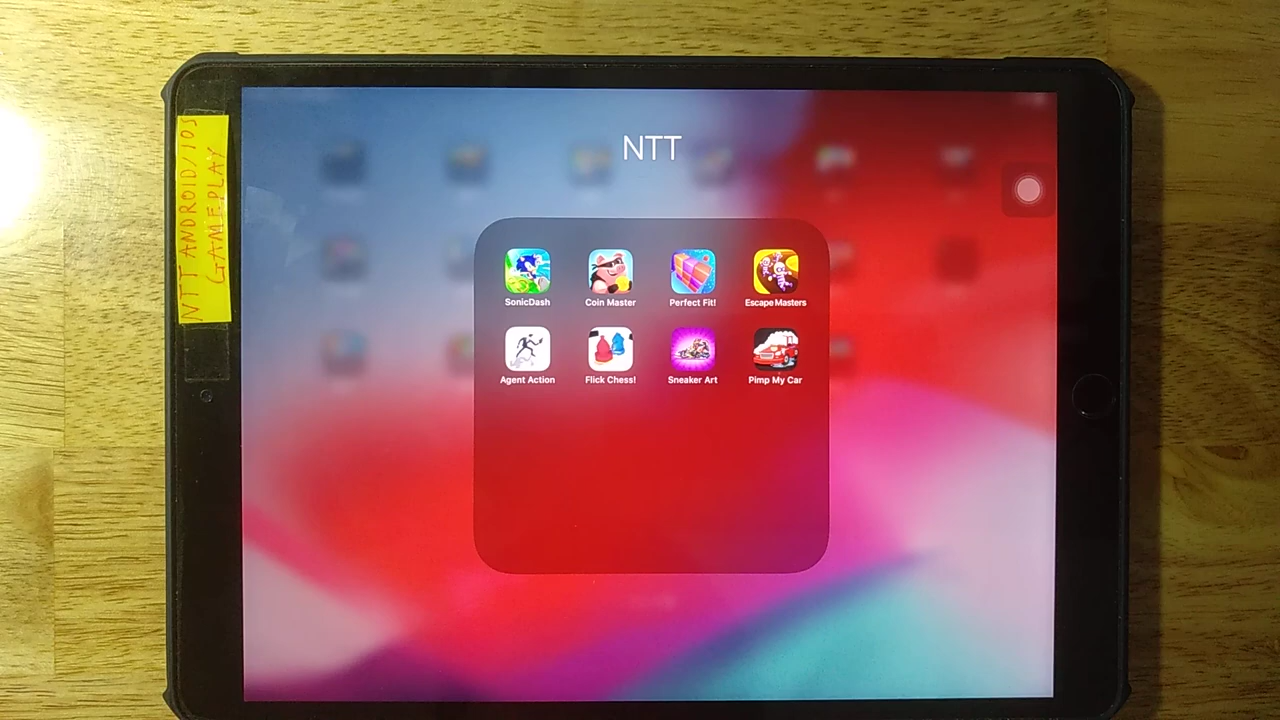 NTT ANDROID/IOS
GAMEPLAY
NTT
SonicDash
Coin Master
Perfect Fit!
Escape Masters
Agent Action
Flick Chess!
Sneaker Art
Pimp My Car